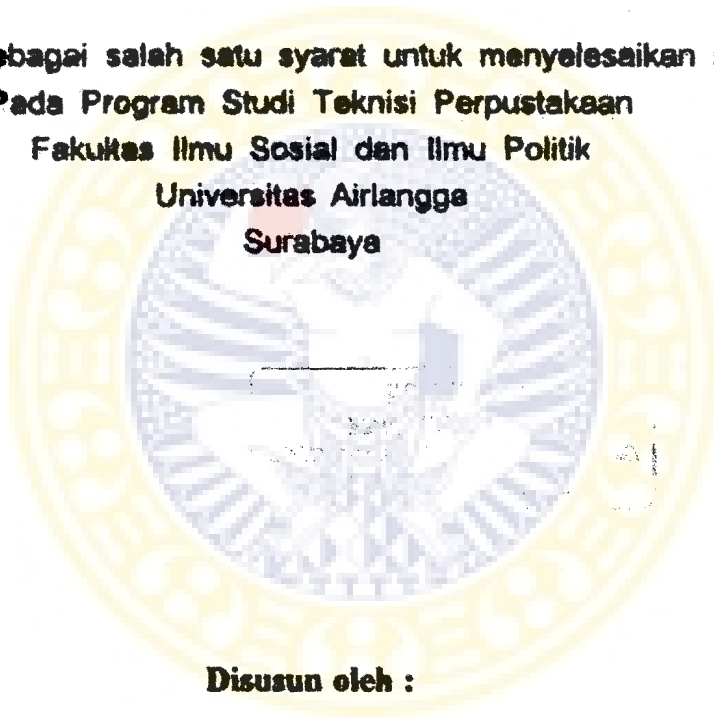 ebagai salah satu syarat untuk menyelesaikan
Pada Program Studi Teknisi Perpustakaan
Fakultas Ilmu Sosial dan Ilmu Politik
Universitas Airlangga
Surabaya
Disusun oleh :